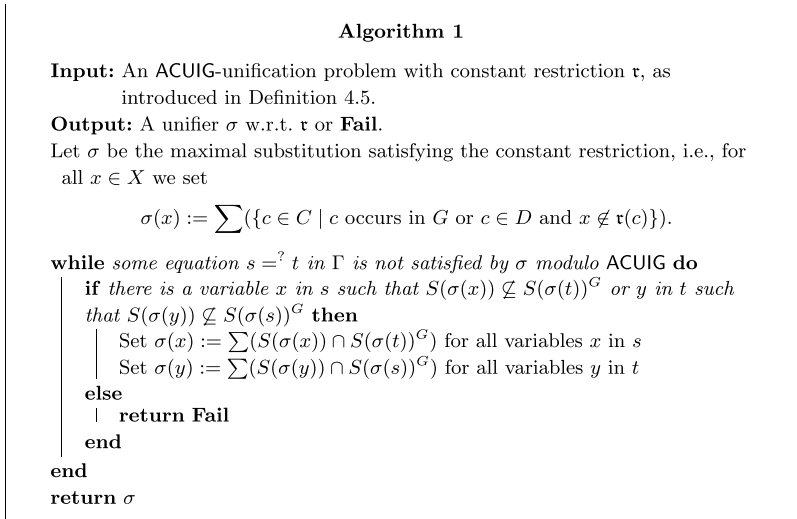 Algorithm 1
Input: An ACUIG-unification problem with constant restriction 𝔯, as
introduced in Definition 4.5.
Output: A unifier σ w.r.t. 𝔯 or Fail.
Let σ be the maximal substitution satisfying the constant restriction, i.e., for
all x ∈ X we set
σ(x) := ∑({c ∈ C | c occurs in G or c ∈ D and x ∉ 𝔯(c)}).
while some equation s =? t in Γ is not satisfied by σ modulo ACUIG do
if there is a variable x in s such that S(σ(x)) ⊈ S(σ(t))^G or y in t such
that S(σ(y)) ⊈ S(σ(s))^G then
Set σ(x) := ∑(S(σ(x)) ∩ S(σ(t))^G) for all variables x in s
Set σ(y) := ∑(S(σ(y)) ∩ S(σ(s))^G) for all variables y in t
else
return Fail
end
end
return σ